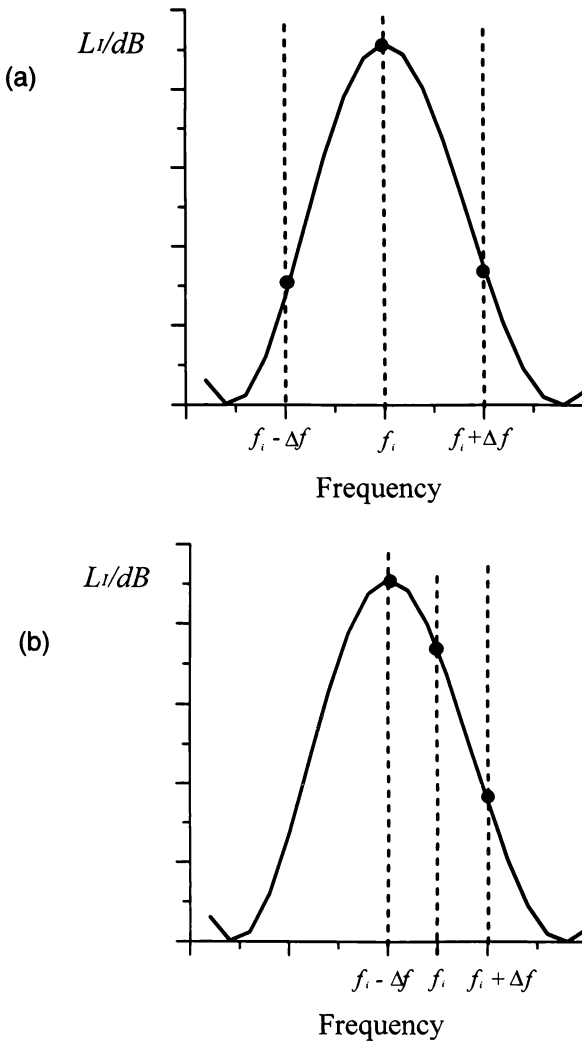 (a)
L_I/dB
f_i - Δf f_i f_i + Δf
Frequency
(b)
L_I/dB
f_i - Δf f_i f_i + Δf
Frequency